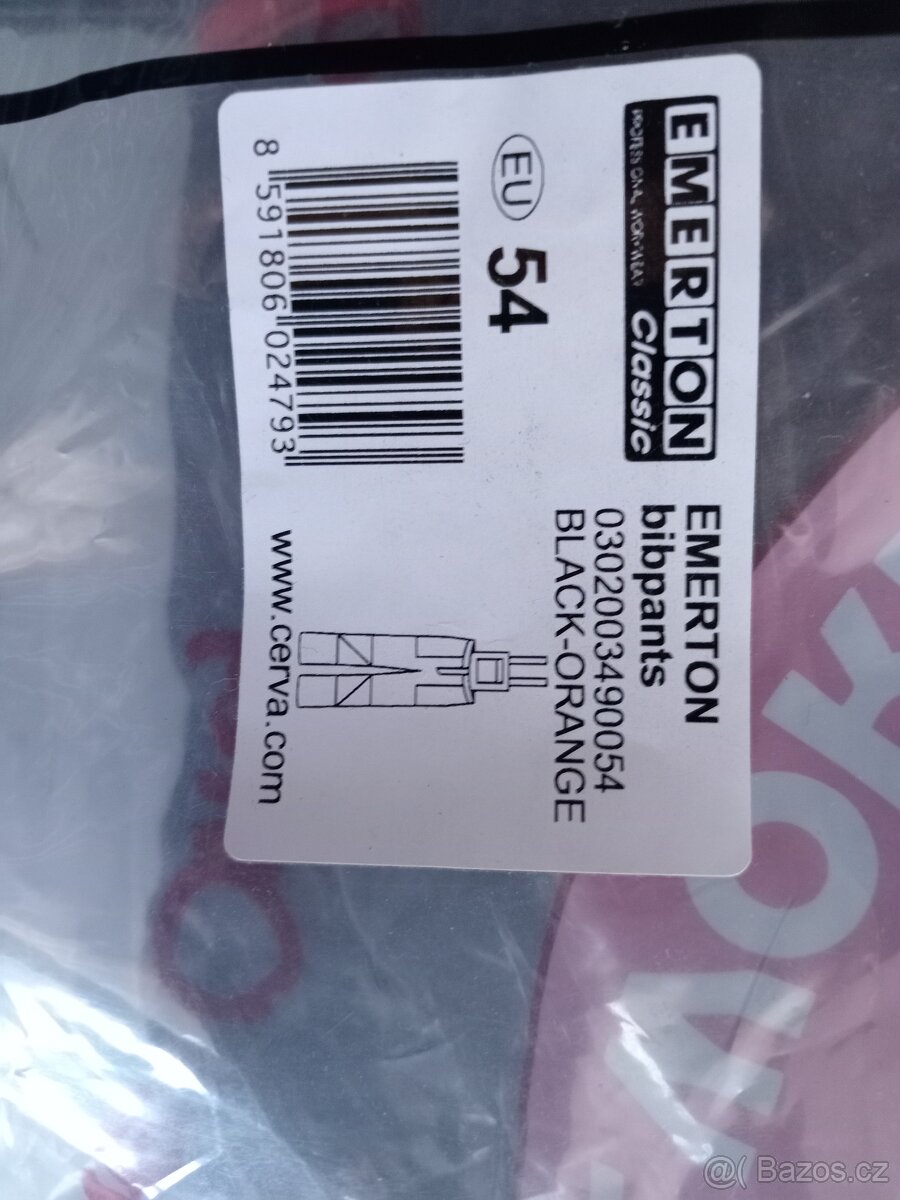 EMERTON
PROFESSIONAL WORKWEAR Classic
EMERTON
bibpants
0302003490054
BLACK-ORANGE
EU 54
8 591806 024793
www.cerva.com
@( Bazos.cz